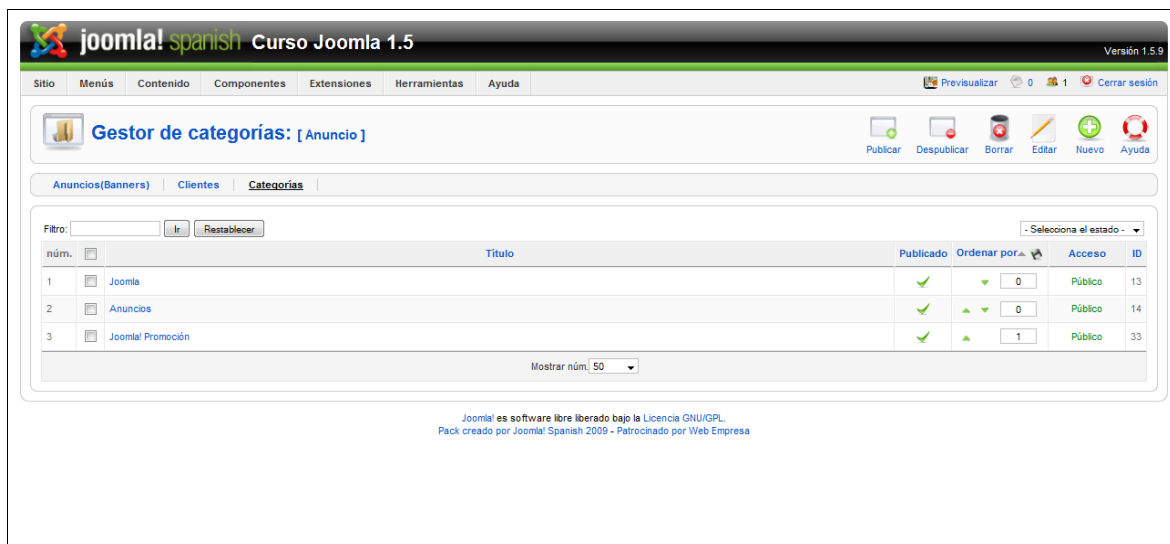 joomla! spanish Curso Joomla 1.5
Versión 1.5.9
Sitio Menús Contenido Componentes Extensiones Herramientas Ayuda Previsualizar 0 1 Cerrar sesión
Gestor de categorías: [ Anuncio ]
Publicar Despublicar Borrar Editar Nuevo Ayuda
Anuncios(Banners) Clientes Categorías
Filtro: Ir Restablecer - Selecciona el estado -
núm. Título Publicado Ordenar por Acceso ID
1 Joomla 0 Público 13
2 Anuncios 0 Público 14
3 Joomla! Promoción 1 Público 33
Mostrar núm. 50
Joomla! es software libre liberado bajo la Licencia GNU/GPL.
Pack creado por Joomla! Spanish 2009 - Patrocinado por Web Empresa